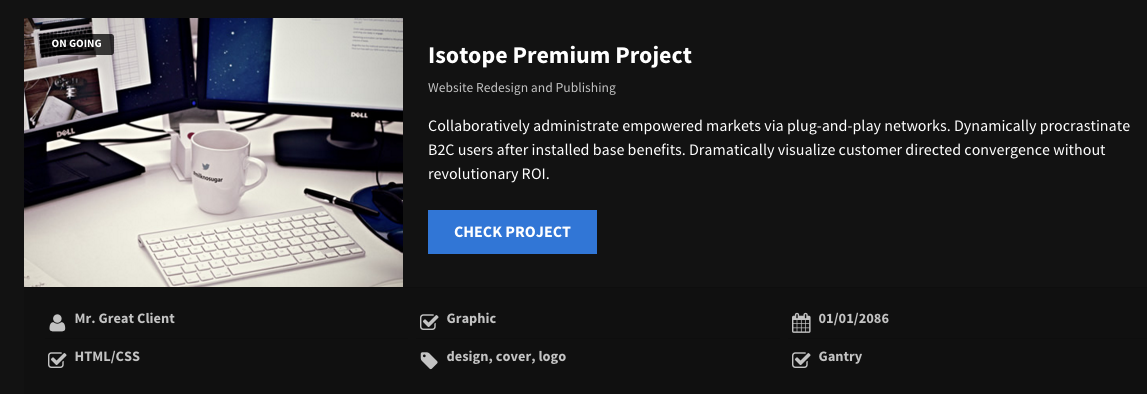 ON GOING
Isotope Premium Project
Website Redesign and Publishing
Collaboratively administrate empowered markets via plug-and-play networks. Dynamically procrastinate
B2C users after installed base benefits. Dramatically visualize customer directed convergence without
revolutionary ROI.
CHECK PROJECT
DELL
DELL
Mr. Great Client
Graphic
01/01/2086
HTML/CSS
design, cover, logo
Gantry